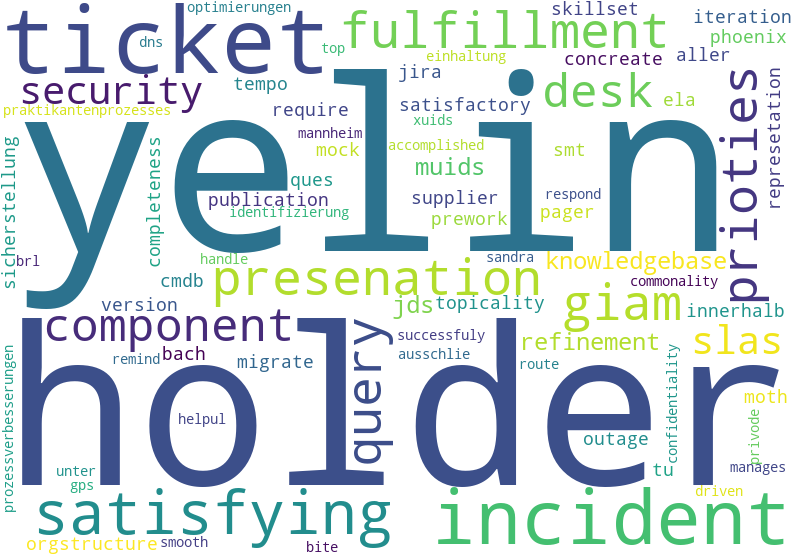 optimierungen
skillset
iteration
ticket
dns
top
fulfillment
einhaltung
concreate
aller
phoenix
security
tempo
jira
desk
ela
prioties
represetation
praktikantenprozesses
require
satisfactory
xuids
mannheim
accomplished
mock
muids
smt
yelin
sicherstellung
completeness
ques
publication
identifizierung
supplier
prework
respond
pager
brl
handle
sandra
knowledgebase
commonality
cmdb
presenation
giam
version
jds
topicality
innerhalb
component
query
successfuly
refinement
slas
remind
bach
migrate
ausschlie
route
prozessverbesserungen
holder
helpul
confidentiality
moth
outage
privode
unter
tu
manages
gps
driven
satisfying
incident
orgstructure
smooth
bite